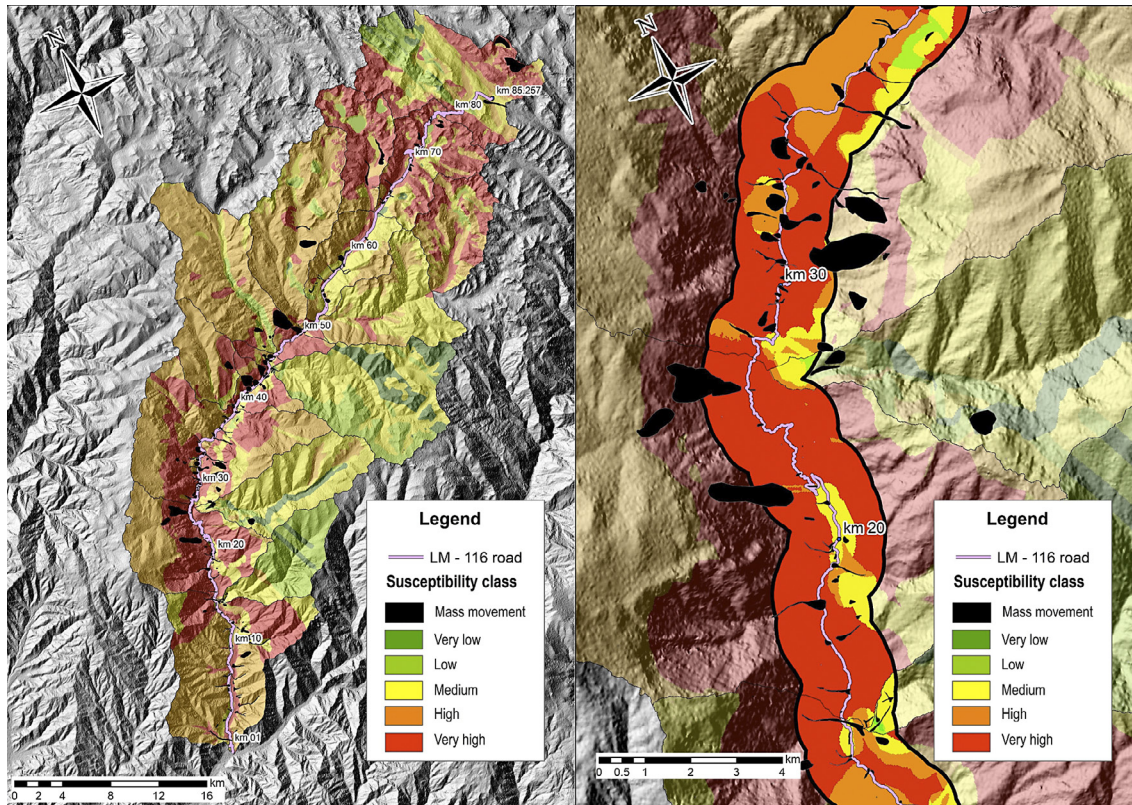 N
km 85.257
km 80
km 70
km 60
km 50
km 40
km 30
km 20
km 10
km 01
Legend
LM - 116 road
Susceptibility class
Mass movement
Very low
Low
Medium
High
Very high
km
0 2 4 8 12 16
N
km 30
km 20
Legend
LM - 116 road
Susceptibility class
Mass movement
Very low
Low
Medium
High
Very high
km
0 0.5 1 2 3 4